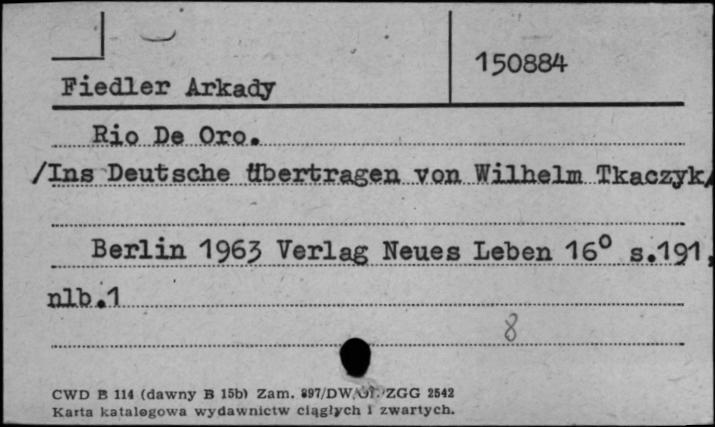 150884
Fiedler Arkady
Rio De Oro.
/Ins Deutsche übertragen von Wilhelm Tkaczyk/
Berlin 1963 Verlag Neues Leben 16° s.191,
nlb.1
8
CWD B 114 (dawny B 15b) Zam. 897/DW/ ZGG 2542
Karta katalogowa wydawnictw ciągłych i zwartych.